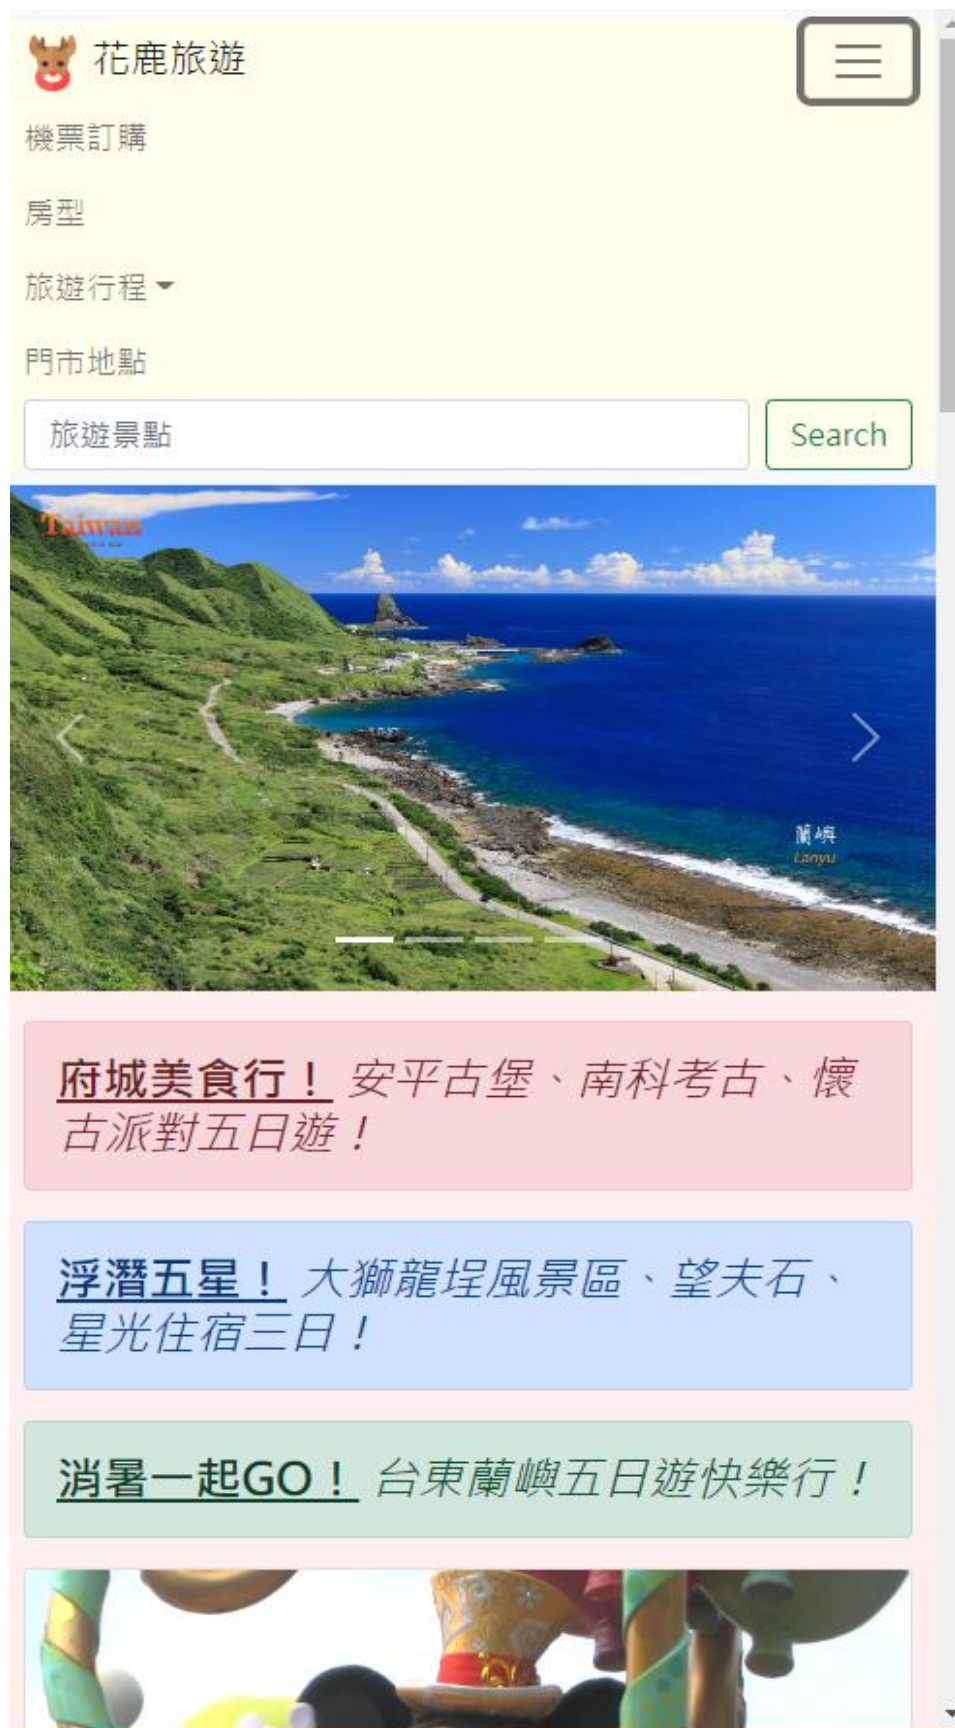 花鹿旅遊
機票訂購
房型
旅遊行程
門市地點
旅遊景點 Search
Taiwan
蘭嶼
Lanyu
府城美食行！ 安平古堡、南科考古、懷
古派對五日遊！
浮潛五星！ 大獅龍埕風景區、望夫石、
星光住宿三日！
消暑一起GO！ 台東蘭嶼五日遊快樂行！